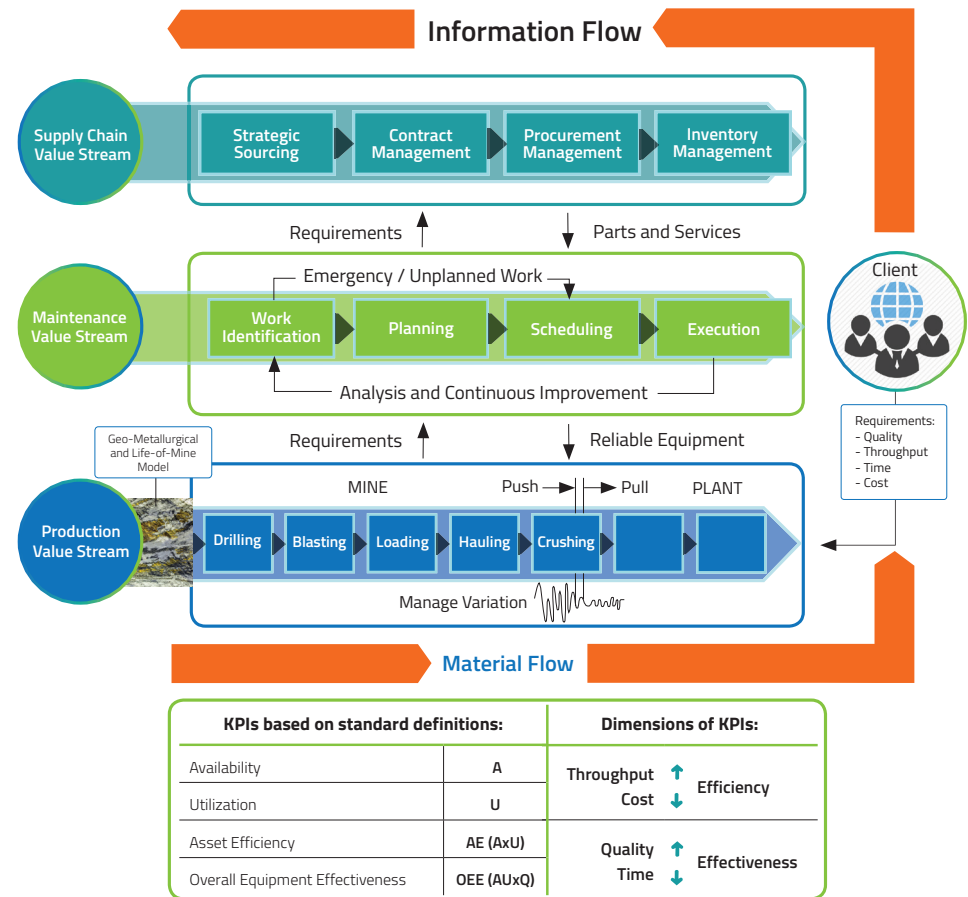 Information Flow
Supply Chain
Value Stream
Strategic
Sourcing
Contract
Management
Procurement
Management
Inventory
Management
Requirements
Parts and Services
Client
Emergency / Unplanned Work
Maintenance
Value Stream
Work
Identification
Planning
Scheduling
Execution
Analysis and Continuous Improvement
Requirements:
- Quality
- Throughput
- Time
- Cost
Requirements
Reliable Equipment
Geo-Metallurgical
and Life-of-Mine
Model
MINE
Push
Pull
PLANT
Production
Value Stream
Drilling
Blasting
Loading
Hauling
Crushing
Manage Variation
Material Flow
KPIs based on standard definitions:
Dimensions of KPIs:
Availability
A
Utilization
U
Asset Efficiency
AE (AxU)
Overall Equipment Effectiveness
OEE (AUxQ)
Throughput
Cost
Efficiency
Quality
Time
Effectiveness